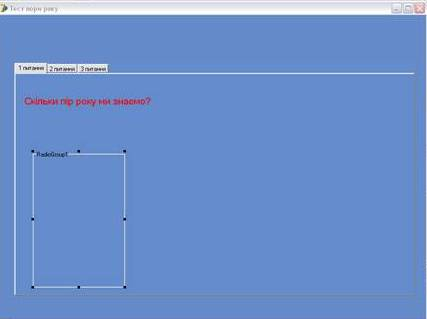 Тест пори року
1 питання 2 питання 3 питання
Скільки пір року ми знаємо?
RadioGroup1